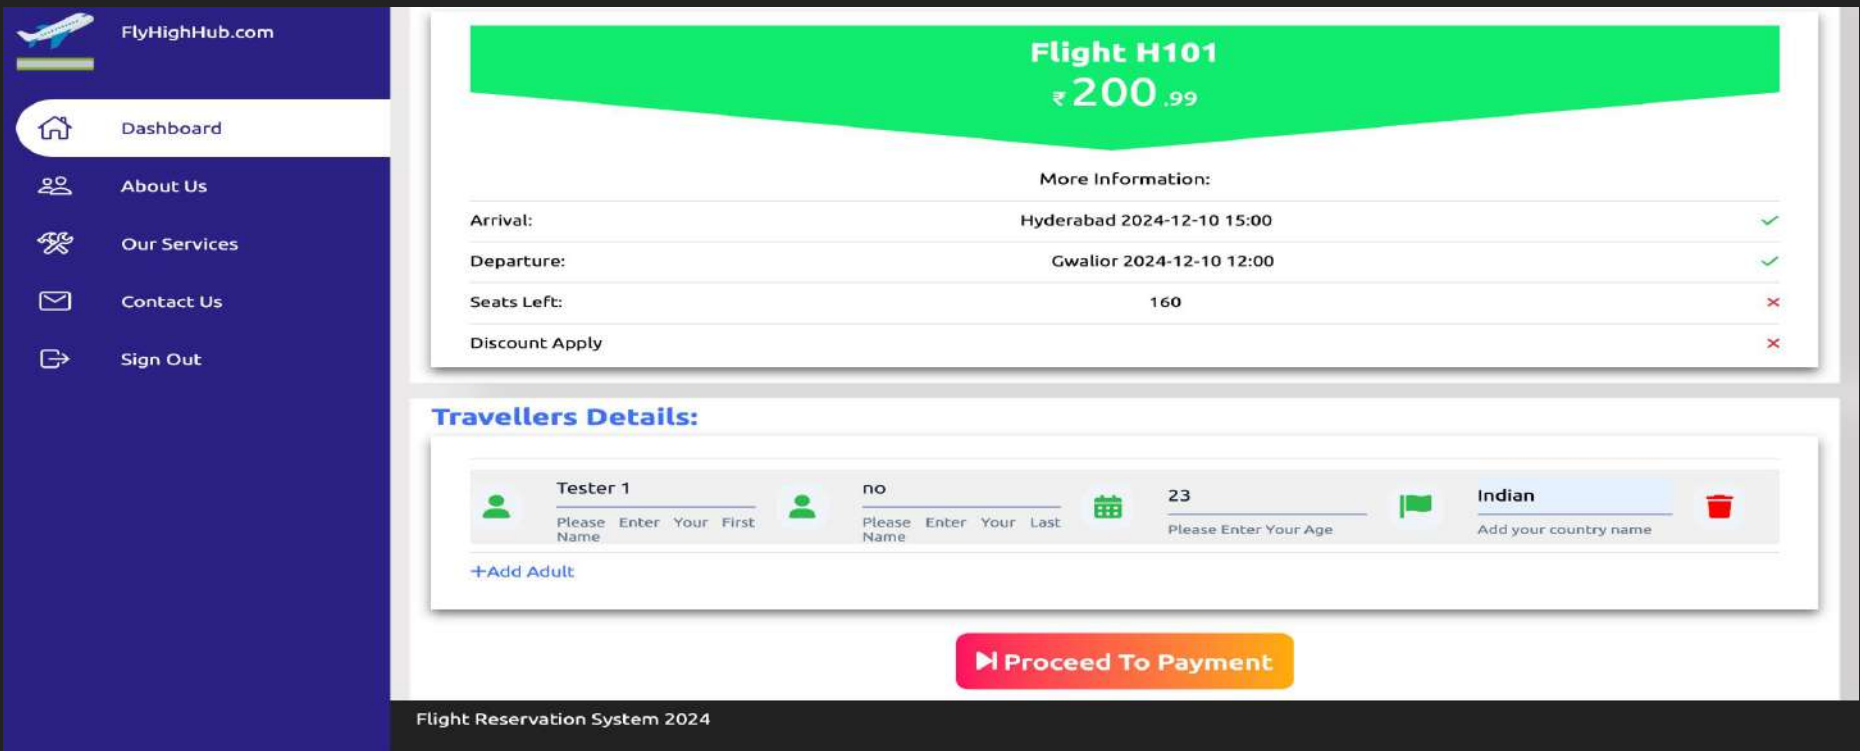 FlyHighHub.com
Dashboard
About Us
Our Services
Contact Us
Sign Out
Flight H101
₹ 200 .99
More Information:
Arrival: Hyderabad 2024-12-10 15:00
Departure: Gwalior 2024-12-10 12:00
Seats Left: 160
Discount Apply
Travellers Details:
Tester 1
Please Enter Your First
Name
no
Please Enter Your Last
Name
23
Please Enter Your Age
Indian
Add your country name
+Add Adult
Proceed To Payment
Flight Reservation System 2024